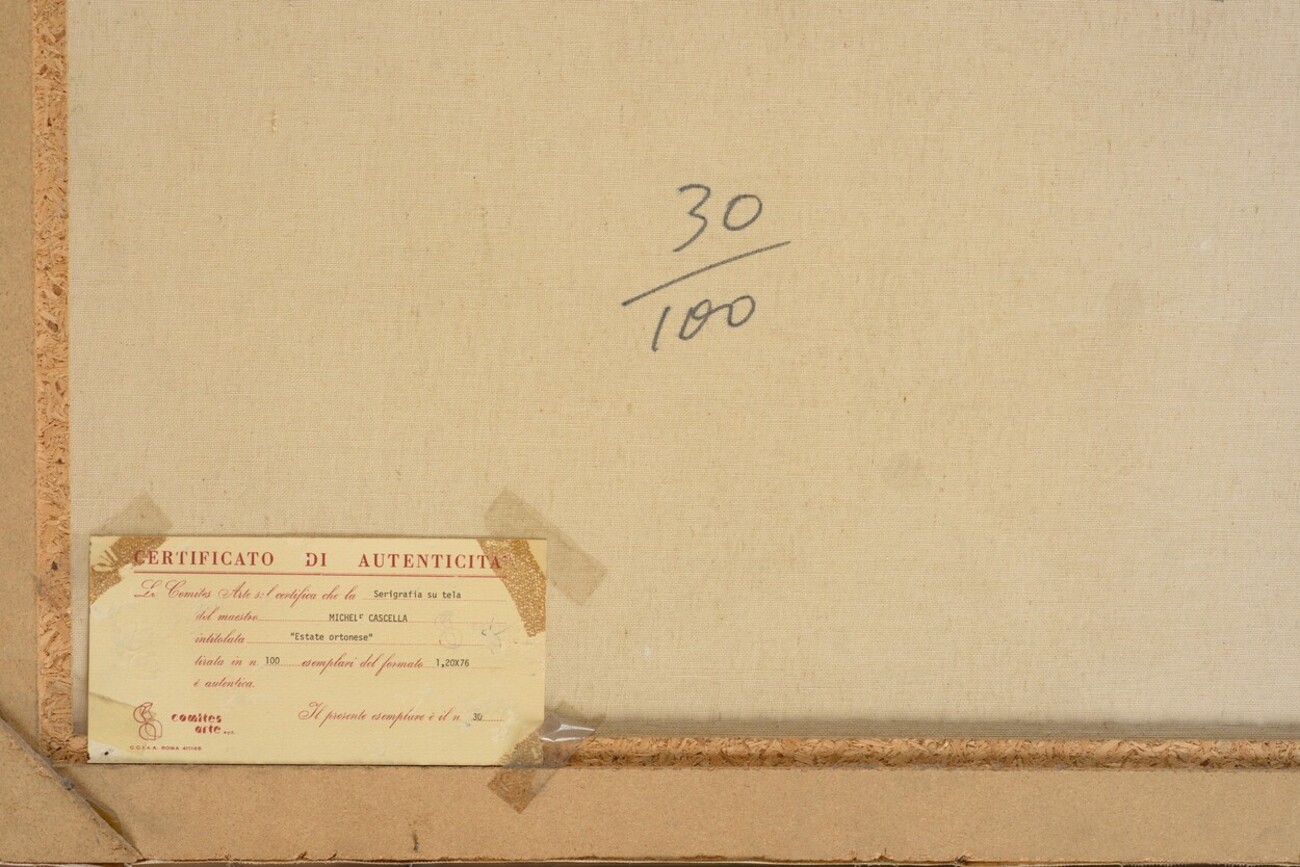 30
100
CERTIFICATO DI AUTENTICITA'
La Comites Arte s.r.l certifica che la Serigrafia su tela
del maestro MICHELE CASCELLA
intitolata "Estate ortonese"
tirata in n 100 esemplari del formato 1,20X76
è autentica.
Il presente esemplare è il n. 30
comites
arte
C.C.I.A.A. ROMA